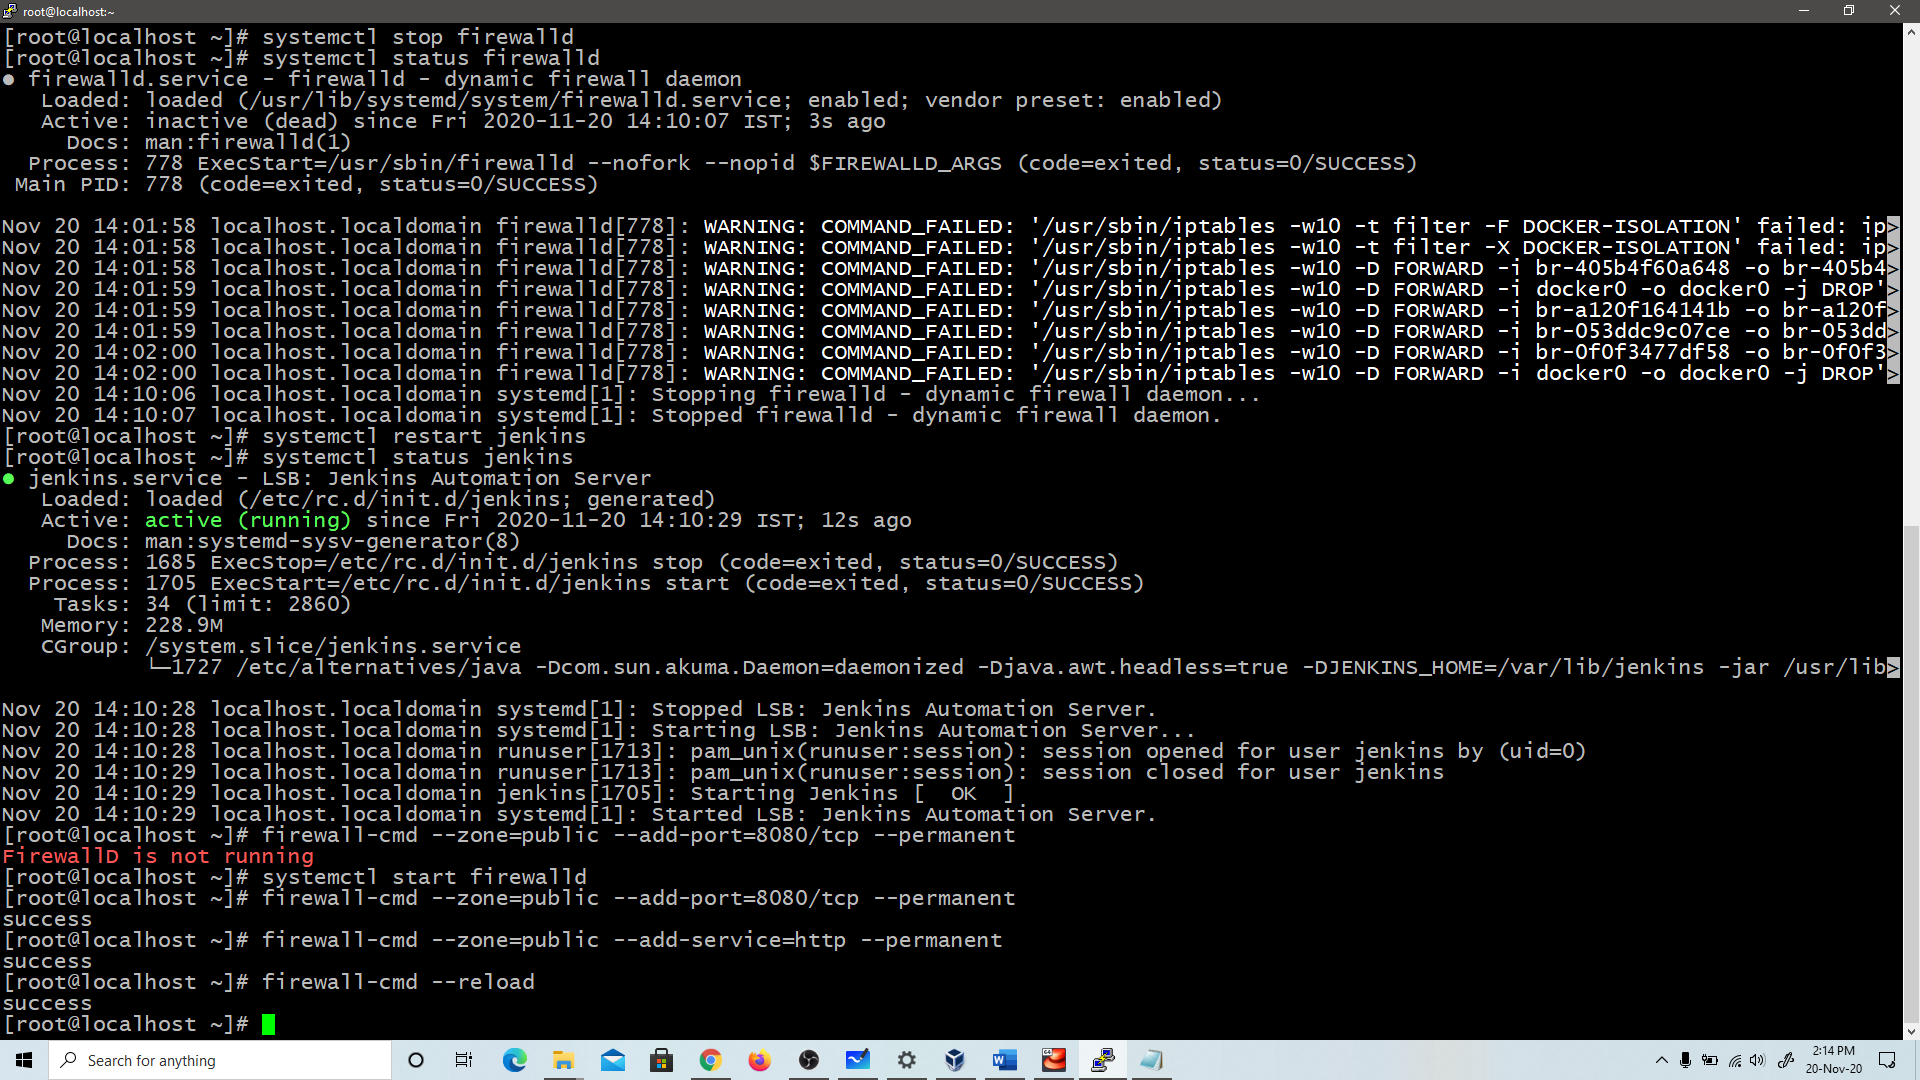 root@localhost:~
[root@localhost ~]# systemctl stop firewalld
[root@localhost ~]# systemctl status firewalld
● firewalld.service - firewalld - dynamic firewall daemon
Loaded: loaded (/usr/lib/systemd/system/firewalld.service; enabled; vendor preset: enabled)
Active: inactive (dead) since Fri 2020-11-20 14:10:07 IST; 3s ago
Docs: man:firewalld(1)
Process: 778 ExecStart=/usr/sbin/firewalld --nofork --nopid $FIREWALLD_ARGS (code=exited, status=0/SUCCESS)
Main PID: 778 (code=exited, status=0/SUCCESS)
Nov 20 14:01:58 localhost.localdomain firewalld[778]: WARNING: COMMAND_FAILED: '/usr/sbin/iptables -w10 -t filter -F DOCKER-ISOLATION' failed: ip>
Nov 20 14:01:58 localhost.localdomain firewalld[778]: WARNING: COMMAND_FAILED: '/usr/sbin/iptables -w10 -t filter -X DOCKER-ISOLATION' failed: ip>
Nov 20 14:01:58 localhost.localdomain firewalld[778]: WARNING: COMMAND_FAILED: '/usr/sbin/iptables -w10 -D FORWARD -i br-405b4f60a648 -o br-405b4>
Nov 20 14:01:59 localhost.localdomain firewalld[778]: WARNING: COMMAND_FAILED: '/usr/sbin/iptables -w10 -D FORWARD -i docker0 -o docker0 -j DROP'>
Nov 20 14:01:59 localhost.localdomain firewalld[778]: WARNING: COMMAND_FAILED: '/usr/sbin/iptables -w10 -D FORWARD -i br-a120f164141b -o br-a120f>
Nov 20 14:01:59 localhost.localdomain firewalld[778]: WARNING: COMMAND_FAILED: '/usr/sbin/iptables -w10 -D FORWARD -i br-053ddc9c07ce -o br-053dd>
Nov 20 14:02:00 localhost.localdomain firewalld[778]: WARNING: COMMAND_FAILED: '/usr/sbin/iptables -w10 -D FORWARD -i br-0f0f3477df58 -o br-0f0f3>
Nov 20 14:02:00 localhost.localdomain firewalld[778]: WARNING: COMMAND_FAILED: '/usr/sbin/iptables -w10 -D FORWARD -i docker0 -o docker0 -j DROP'>
Nov 20 14:10:06 localhost.localdomain systemd[1]: Stopping firewalld - dynamic firewall daemon...
Nov 20 14:10:07 localhost.localdomain systemd[1]: Stopped firewalld - dynamic firewall daemon.
[root@localhost ~]# systemctl restart jenkins
[root@localhost ~]# systemctl status jenkins
● jenkins.service - LSB: Jenkins Automation Server
Loaded: loaded (/etc/rc.d/init.d/jenkins; generated)
Active: active (running) since Fri 2020-11-20 14:10:29 IST; 12s ago
Docs: man:systemd-sysv-generator(8)
Process: 1685 ExecStop=/etc/rc.d/init.d/jenkins stop (code=exited, status=0/SUCCESS)
Process: 1705 ExecStart=/etc/rc.d/init.d/jenkins start (code=exited, status=0/SUCCESS)
Tasks: 34 (limit: 2860)
Memory: 228.9M
CGroup: /system.slice/jenkins.service
└─1727 /etc/alternatives/java -Dcom.sun.akuma.Daemon=daemonized -Djava.awt.headless=true -DJENKINS_HOME=/var/lib/jenkins -jar /usr/lib>
Nov 20 14:10:28 localhost.localdomain systemd[1]: Stopped LSB: Jenkins Automation Server.
Nov 20 14:10:28 localhost.localdomain systemd[1]: Starting LSB: Jenkins Automation Server...
Nov 20 14:10:28 localhost.localdomain runuser[1713]: pam_unix(runuser:session): session opened for user jenkins by (uid=0)
Nov 20 14:10:29 localhost.localdomain runuser[1713]: pam_unix(runuser:session): session closed for user jenkins
Nov 20 14:10:29 localhost.localdomain jenkins[1705]: Starting Jenkins [  OK  ]
Nov 20 14:10:29 localhost.localdomain systemd[1]: Started LSB: Jenkins Automation Server.
[root@localhost ~]# firewall-cmd --zone=public --add-port=8080/tcp --permanent
FirewallD is not running
[root@localhost ~]# systemctl start firewalld
[root@localhost ~]# firewall-cmd --zone=public --add-port=8080/tcp --permanent
success
[root@localhost ~]# firewall-cmd --zone=public --add-service=http --permanent
success
[root@localhost ~]# firewall-cmd --reload
success
[root@localhost ~]#
Search for anything
2:14 PM
20-Nov-20